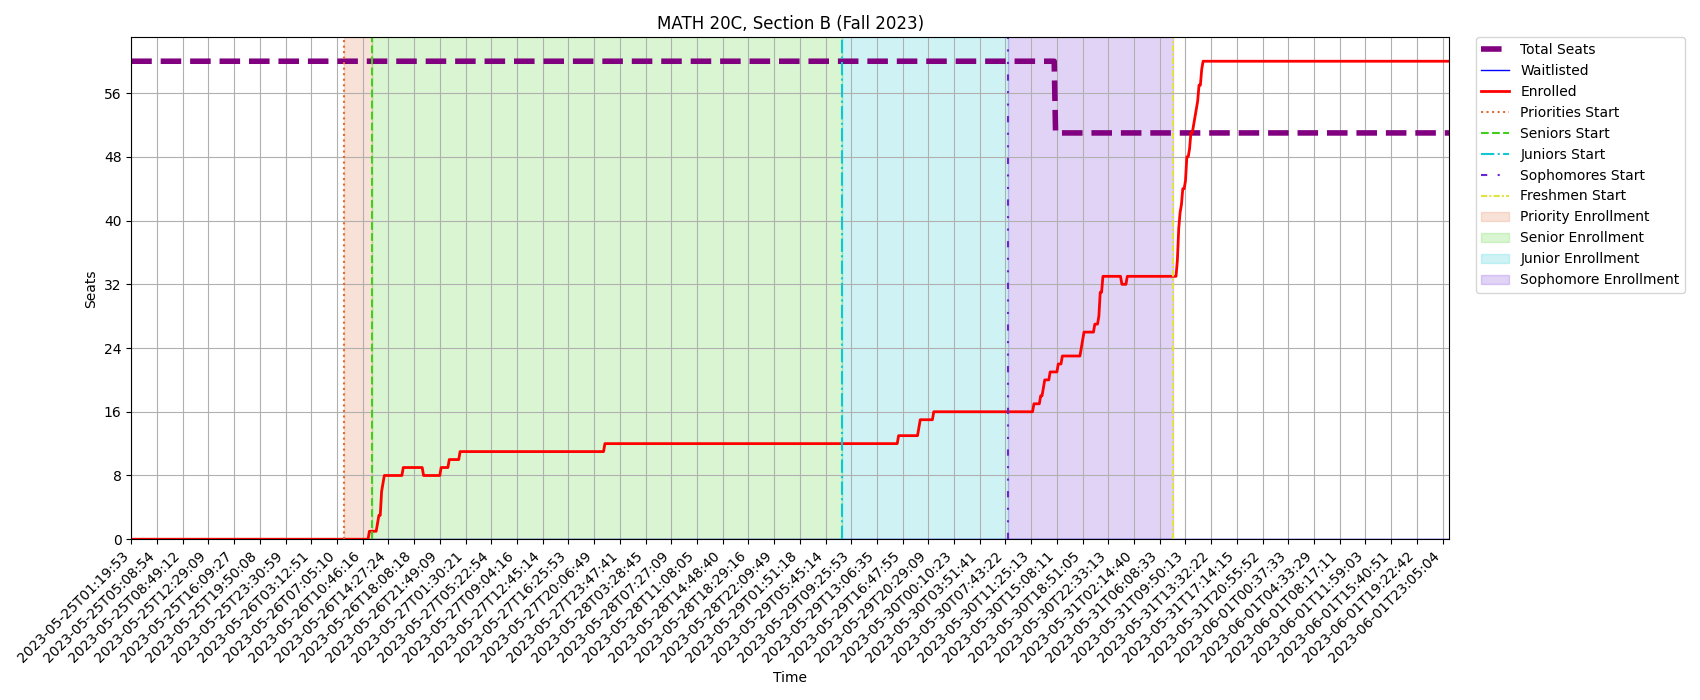 MATH 20C, Section B (Fall 2023)
Total Seats
Waitlisted
Enrolled
Priorities Start
Seniors Start
Juniors Start
Sophomores Start
Freshmen Start
Priority Enrollment
Senior Enrollment
Junior Enrollment
Sophomore Enrollment
Seats
56
48
40
32
24
16
8
0
2023-05-25T01:19:53
2023-05-25T05:08:54
2023-05-25T08:49:12
2023-05-25T12:29:09
2023-05-25T16:09:27
2023-05-25T19:50:08
2023-05-25T23:30:59
2023-05-26T03:12:51
2023-05-26T07:05:10
2023-05-26T10:46:16
2023-05-26T14:27:24
2023-05-26T18:08:18
2023-05-26T21:49:09
2023-05-27T01:30:21
2023-05-27T05:22:54
2023-05-27T09:04:16
2023-05-27T12:45:14
2023-05-27T16:25:53
2023-05-27T20:06:49
2023-05-27T23:47:41
2023-05-28T03:28:45
2023-05-28T07:27:09
2023-05-28T11:08:05
2023-05-28T14:48:40
2023-05-28T18:29:16
2023-05-28T22:09:49
2023-05-29T01:51:18
2023-05-29T05:45:14
2023-05-29T09:25:53
2023-05-29T13:06:35
2023-05-29T16:47:55
2023-05-29T20:29:09
2023-05-30T00:10:23
2023-05-30T03:51:41
2023-05-30T07:43:22
2023-05-30T11:25:13
2023-05-30T15:08:11
2023-05-30T18:51:05
2023-05-30T22:33:13
2023-05-31T02:14:40
2023-05-31T06:08:33
2023-05-31T09:50:13
2023-05-31T13:32:22
2023-05-31T17:14:15
2023-05-31T20:55:52
2023-06-01T00:37:33
2023-06-01T04:33:29
2023-06-01T08:17:11
2023-06-01T11:59:03
2023-06-01T15:40:51
2023-06-01T19:22:42
2023-06-01T23:05:04
Time